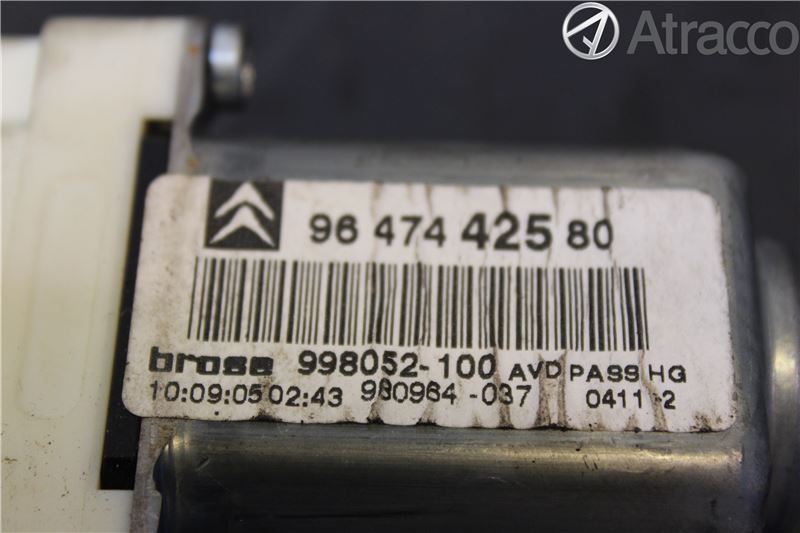 Atracco
96 474 425 80
brose 998052-100 AVD PASS HG
10:09:05 02:43 980964-037 0411 2